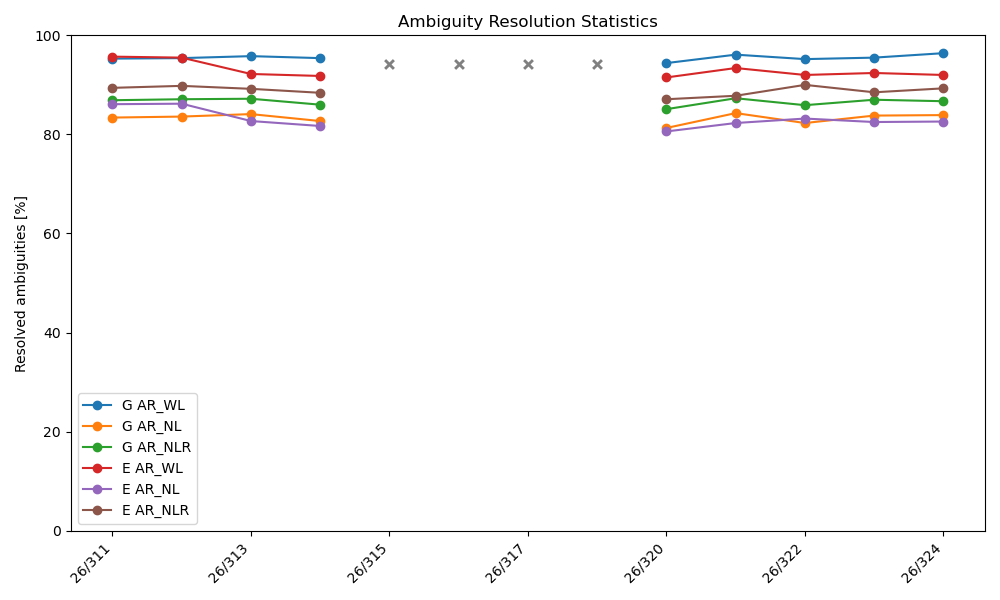 Ambiguity Resolution Statistics
Resolved ambiguities [%]
100
80
60
40
20
0
G AR_WL
G AR_NL
G AR_NLR
E AR_WL
E AR_NL
E AR_NLR
26/311
26/313
26/315
26/317
26/320
26/322
26/324